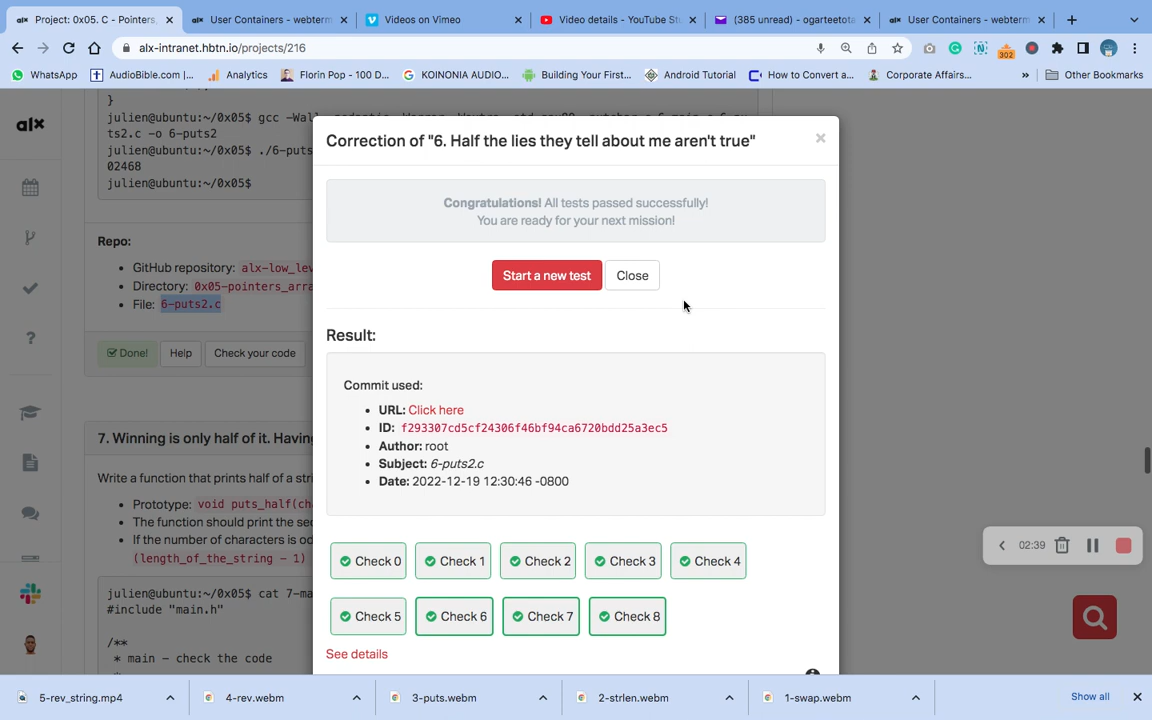 Project: 0x05. C - Pointers,
User Containers - webterm
Videos on Vimeo
Video details - YouTube St
(385 unread) - ogarteetota
User Containers - webterm
alx-intranet.hbtn.io/projects/216
302
WhatsApp
AudioBible.com |...
Analytics
Florin Pop - 100 D...
KOINONIA AUDIO...
Building Your First...
Android Tutorial
How to Convert a...
Corporate Affairs...
»
Other Bookmarks
alx
}
julien@ubuntu:~/0x05$ gcc -Wal
ts2.c -o 6-puts2
julien@ubuntu:~/0x05$ ./6-puts
02468
julien@ubuntu:~/0x05$
Repo:
GitHub repository: alx-low_lev
Directory: 0x05-pointers_arra
File: 6-puts2.c
Done!
Help
Check your code
7. Winning is only half of it. Having
Write a function that prints half of a stri
Prototype: void puts_half(cha
The function should print the sec
If the number of characters is od
(length_of_the_string - 1)
julien@ubuntu:~/0x05$ cat 7-ma
#include "main.h"
/**
* main - check the code
Correction of "6. Half the lies they tell about me aren't true"
×
Congratulations! All tests passed successfully!
You are ready for your next mission!
Start a new test
Close
Result:
Commit used:
URL: Click here
ID: f293307cd5cf24306f46bf94ca6720bdd25a3ec5
Author: root
Subject: 6-puts2.c
Date: 2022-12-19 12:30:46 -0800
Check 0
Check 1
Check 2
Check 3
Check 4
Check 5
Check 6
Check 7
Check 8
See details
02:39
5-rev_string.mp4
4-rev.webm
3-puts.webm
2-strlen.webm
1-swap.webm
Show all